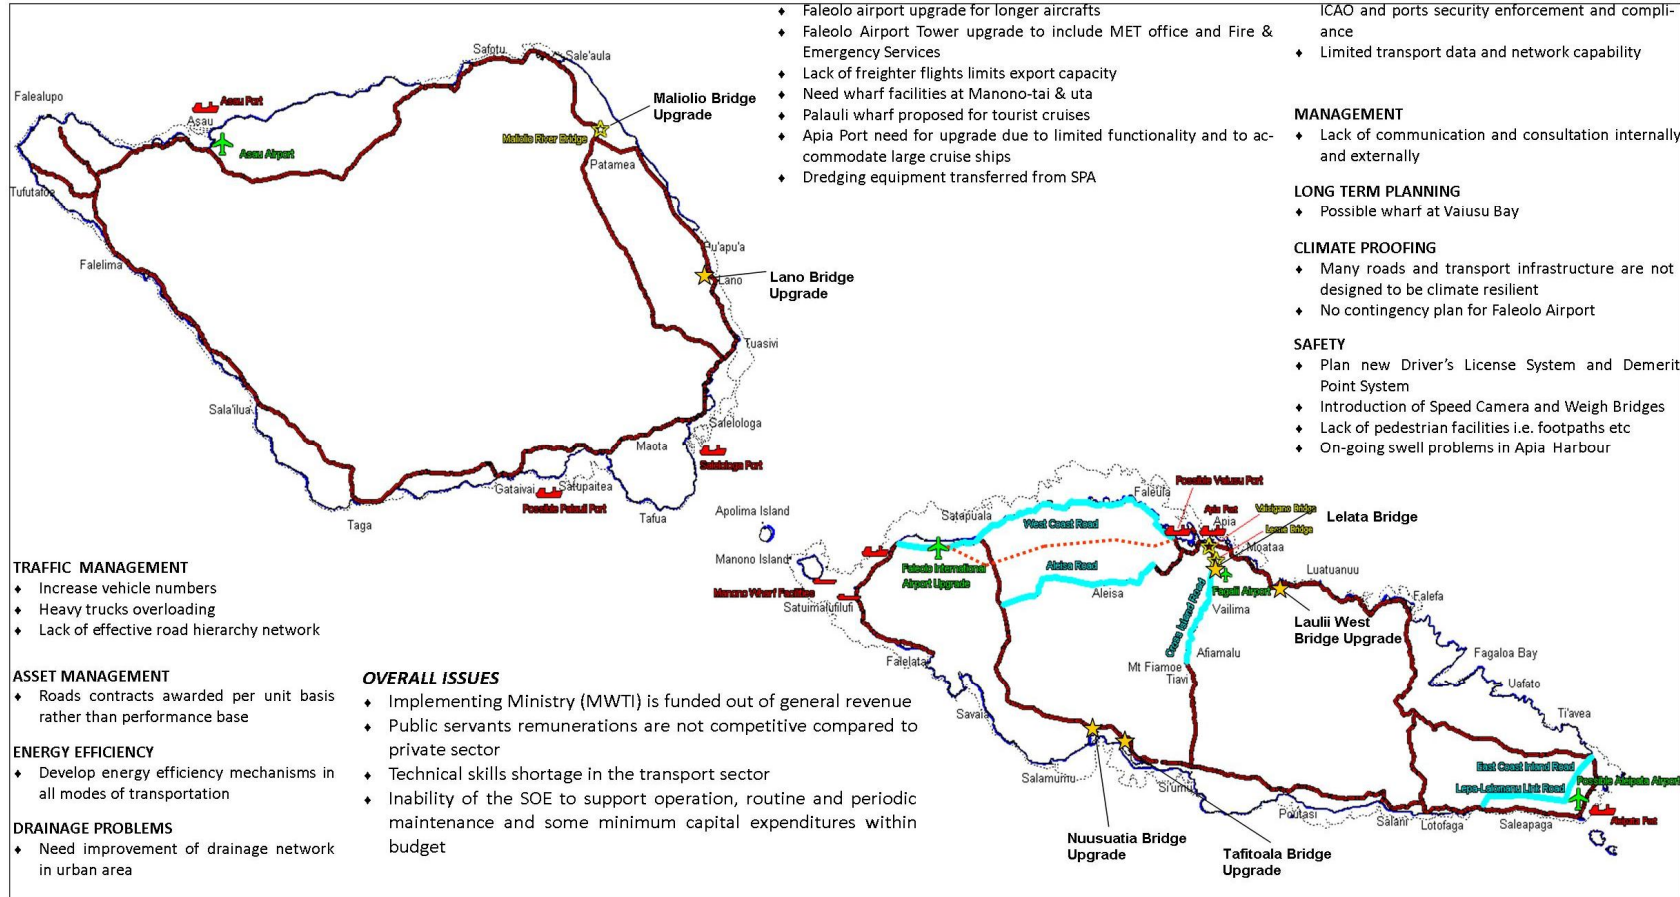 ♦ Faleolo airport upgrade for longer aircrafts
♦ Faleolo Airport Tower upgrade to include MET office and Fire &
Emergency Services
♦ Lack of freighter flights limits export capacity
♦ Need wharf facilities at Manono-tai & uta
♦ Palauli wharf proposed for tourist cruises
♦ Apia Port need for upgrade due to limited functionality and to ac-
commodate large cruise ships
♦ Dredging equipment transferred from SPA
ICAO and ports security enforcement and compli-
ance
♦ Limited transport data and network capability
MANAGEMENT
♦ Lack of communication and consultation internally
and externally
LONG TERM PLANNING
♦ Possible wharf at Vaiusu Bay
CLIMATE PROOFING
♦ Many roads and transport infrastructure are not
designed to be climate resilient
♦ No contingency plan for Faleolo Airport
SAFETY
♦ Plan new Driver's License System and Demerit
Point System
♦ Introduction of Speed Camera and Weigh Bridges
♦ Lack of pedestrian facilities i.e. footpaths etc
♦ On-going swell problems in Apia Harbour
Safotu
Sale'aula
Falealupo
Asau Port
Asau
Asau Airport
Maliolio Bridge
Upgrade
Maliolio River Bridge
Patamea
Tufutafoe
Pu'apu'a
Falelima
Lano
Lano Bridge
Upgrade
Tuasivi
Sala'ilua
Salelologa
Maota
Salelologa Port
Gataivai
Satupaitea
Possible Palauli Port
Taga
Tafua
Apolima Island
Manono Island
Manono Wharf Facilities
Satuimalufilufi
Satapuala
West Coast Road
Faleula
Possible Vaiusu Port
Apia Port
Apia
Vaisigano Bridge
Leone Bridge
Lelata Bridge
Moataa
Faleolo International
Airport Upgrade
Aleisa Road
Aleisa
Fagalii Airport
Luatuanuu
Falefa
Vailima
Cross Island Road
Laulii West
Bridge Upgrade
Afiamalu
Mt Fiamoe
Tiavi
Fagaloa Bay
Uafato
Falelata
Savaia
Ti'avea
Salamumu
Siumu
East Coast Inland Road
Possible Aleipata Airport
Lepa-Lalomanu Link Road
Poutasi
Salani
Lotofaga
Saleapaga
Aleipata Port
Nuusuatia Bridge
Upgrade
Tafitoala Bridge
Upgrade
TRAFFIC MANAGEMENT
♦ Increase vehicle numbers
♦ Heavy trucks overloading
♦ Lack of effective road hierarchy network
ASSET MANAGEMENT
♦ Roads contracts awarded per unit basis
rather than performance base
ENERGY EFFICIENCY
♦ Develop energy efficiency mechanisms in
all modes of transportation
DRAINAGE PROBLEMS
♦ Need improvement of drainage network
in urban area
OVERALL ISSUES
♦ Implementing Ministry (MWTI) is funded out of general revenue
♦ Public servants remunerations are not competitive compared to
private sector
♦ Technical skills shortage in the transport sector
♦ Inability of the SOE to support operation, routine and periodic
maintenance and some minimum capital expenditures within
budget